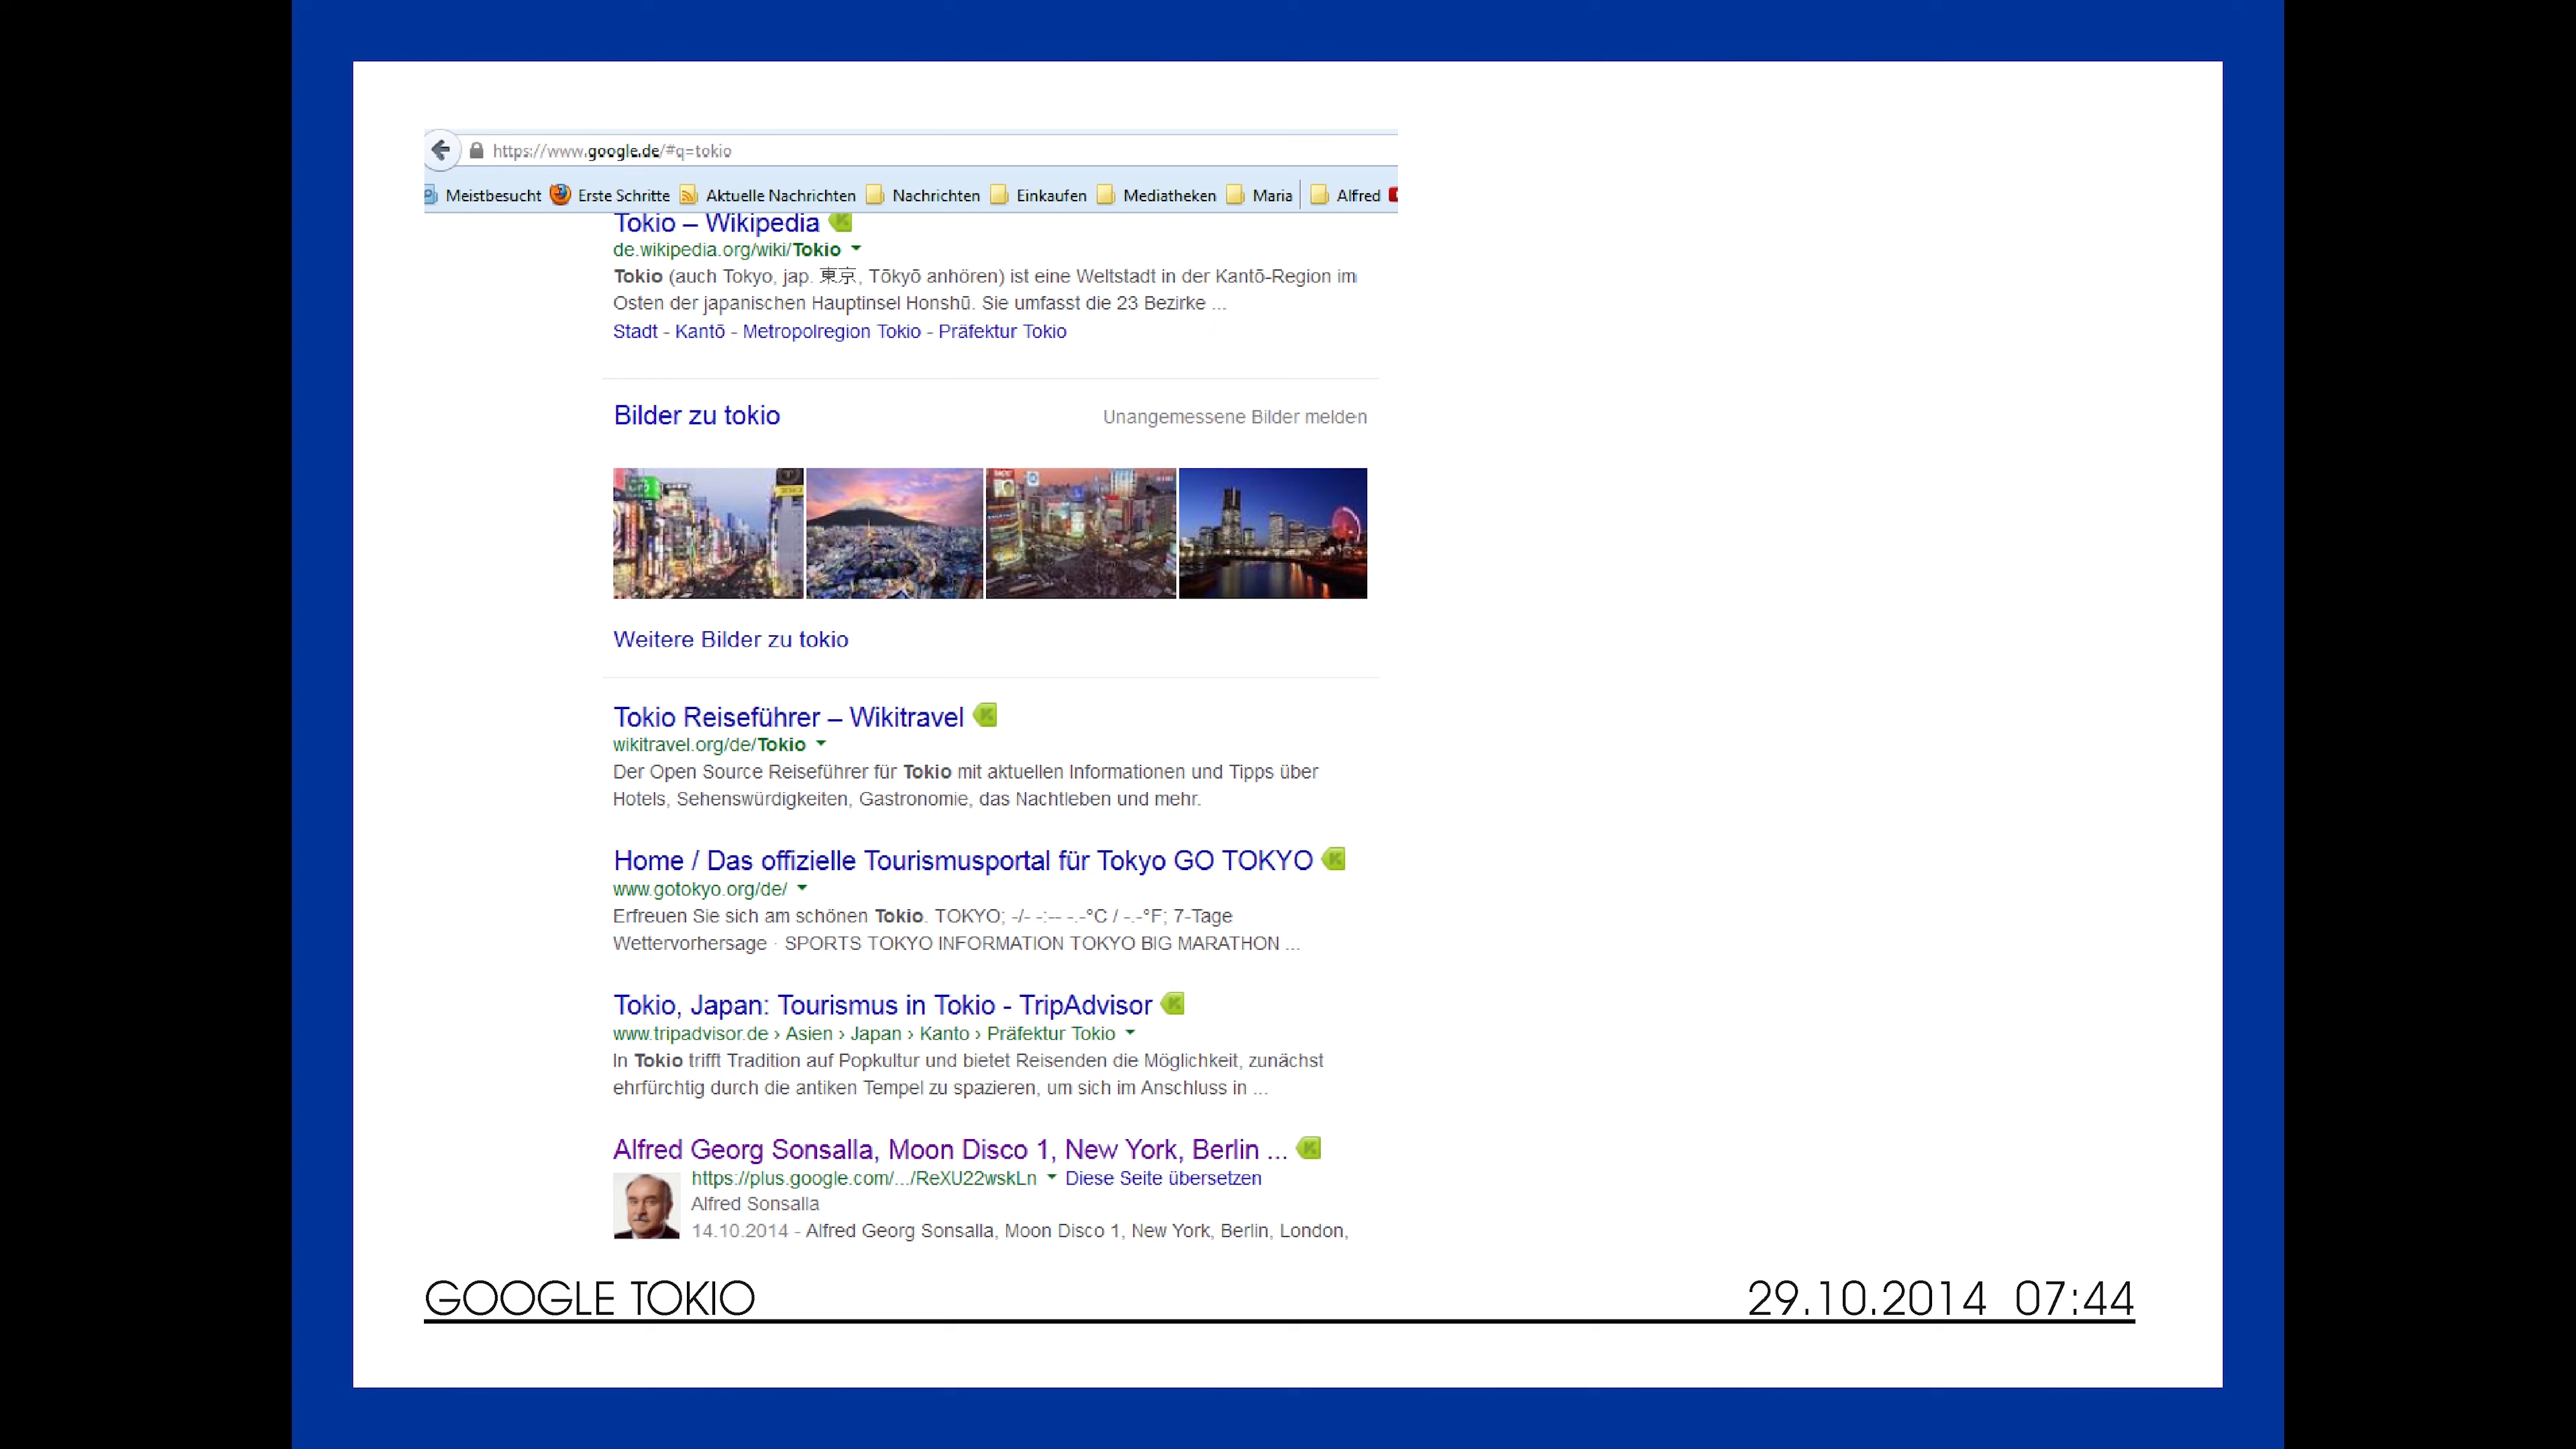 https://www.google.de/#q=tokio
Meistbesucht Erste Schritte Aktuelle Nachrichten Nachrichten Einkaufen Mediatheken Maria Alfred
Tokio – Wikipedia
de.wikipedia.org/wiki/Tokio
Tokio (auch Tokyo, jap. 東京, Tōkyō anhören) ist eine Weltstadt in der Kantō-Region im
Osten der japanischen Hauptinsel Honshū. Sie umfasst die 23 Bezirke ...
Stadt - Kantō - Metropolregion Tokio - Präfektur Tokio
Bilder zu tokio Unangemessene Bilder melden
Weitere Bilder zu tokio
Tokio Reiseführer – Wikitravel
wikitravel.org/de/Tokio
Der Open Source Reiseführer für Tokio mit aktuellen Informationen und Tipps über
Hotels, Sehenswürdigkeiten, Gastronomie, das Nachtleben und mehr.
Home / Das offizielle Tourismusportal für Tokyo GO TOKYO
www.gotokyo.org/de/
Erfreuen Sie sich am schönen Tokio. TOKYO; -/- -:-- -.-°C / -.-°F; 7-Tage
Wettervorhersage · SPORTS TOKYO INFORMATION TOKYO BIG MARATHON ...
Tokio, Japan: Tourismus in Tokio - TripAdvisor
www.tripadvisor.de › Asien › Japan › Kanto › Präfektur Tokio
In Tokio trifft Tradition auf Popkultur und bietet Reisenden die Möglichkeit, zunächst
ehrfürchtig durch die antiken Tempel zu spazieren, um sich im Anschluss in ...
Alfred Georg Sonsalla, Moon Disco 1, New York, Berlin ...
https://plus.google.com/.../ReXU22wskLn Diese Seite übersetzen
Alfred Sonsalla
14.10.2014 - Alfred Georg Sonsalla, Moon Disco 1, New York, Berlin, London,
GOOGLE TOKIO 29.10.2014 07:44